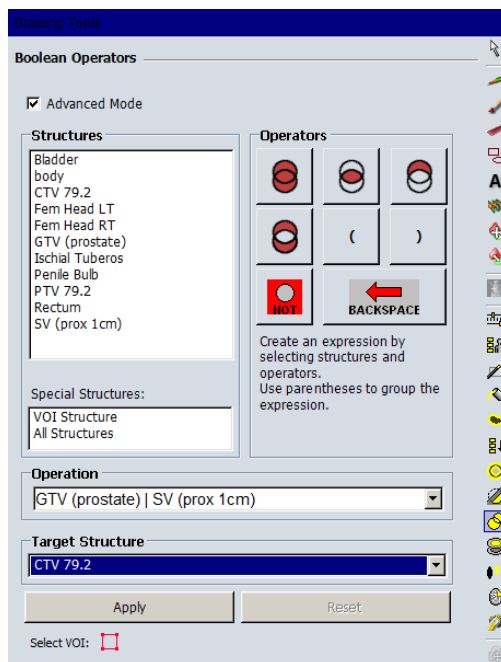 Drawing Tools
Boolean Operators
Advanced Mode
Structures
Bladder
body
CTV 79.2
Fem Head LT
Fem Head RT
GTV (prostate)
Ischial Tuberos
Penile Bulb
PTV 79.2
Rectum
SV (prox 1cm)
Special Structures:
VOI Structure
All Structures
Operators
(
)
NOT
BACKSPACE
Create an expression by
selecting structures and
operators.
Use parentheses to group the
expression.
Operation
GTV (prostate) | SV (prox 1cm)
Target Structure
CTV 79.2
Apply
Reset
Select VOI:
A